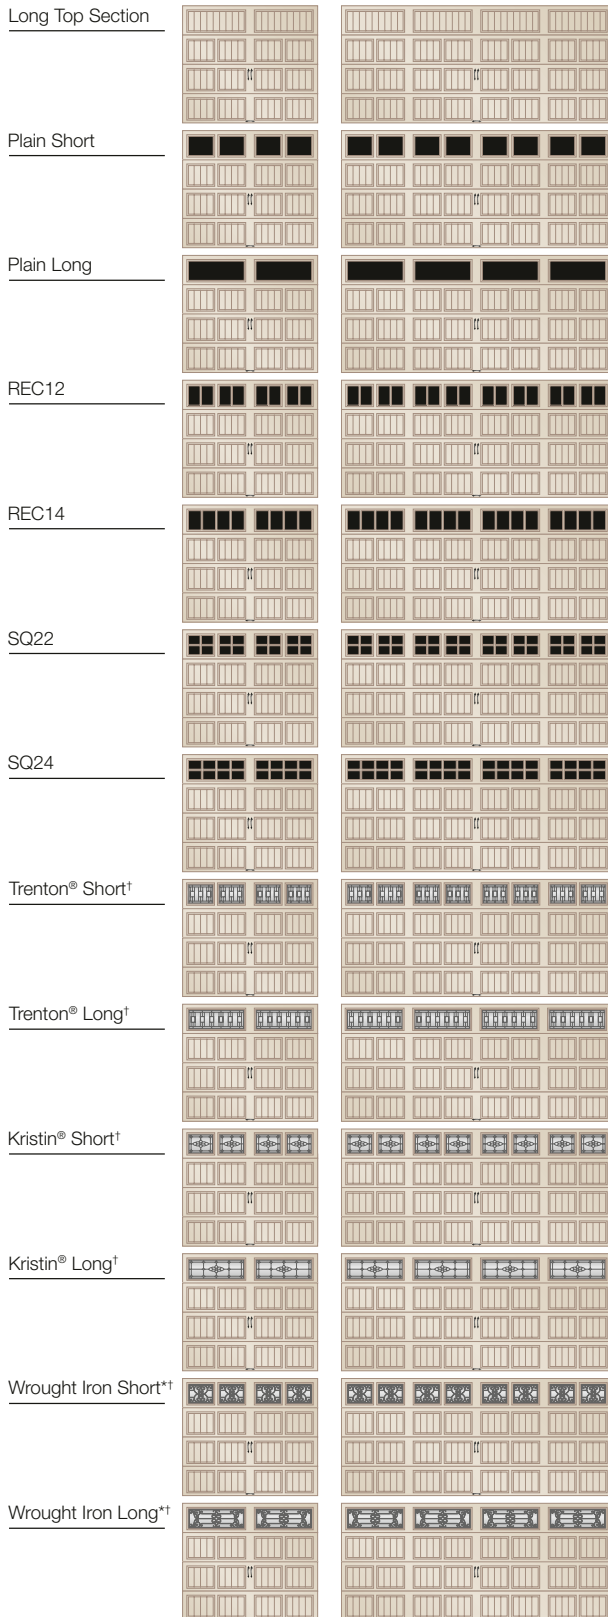 Long Top Section
Plain Short
Plain Long
REC12
REC14
SQ22
SQ24
Trenton® Short†
Trenton® Long†
Kristin® Short†
Kristin® Long†
Wrought Iron Short*†
Wrought Iron Long*†